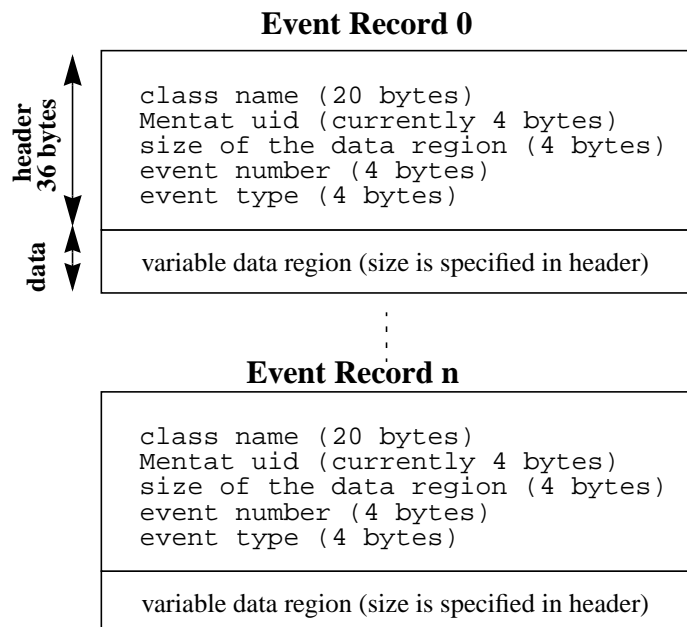 Event Record 0
header
36 bytes
class name (20 bytes)
Mentat uid (currently 4 bytes)
size of the data region (4 bytes)
event number (4 bytes)
event type (4 bytes)
data
variable data region (size is specified in header)
Event Record n
class name (20 bytes)
Mentat uid (currently 4 bytes)
size of the data region (4 bytes)
event number (4 bytes)
event type (4 bytes)
variable data region (size is specified in header)